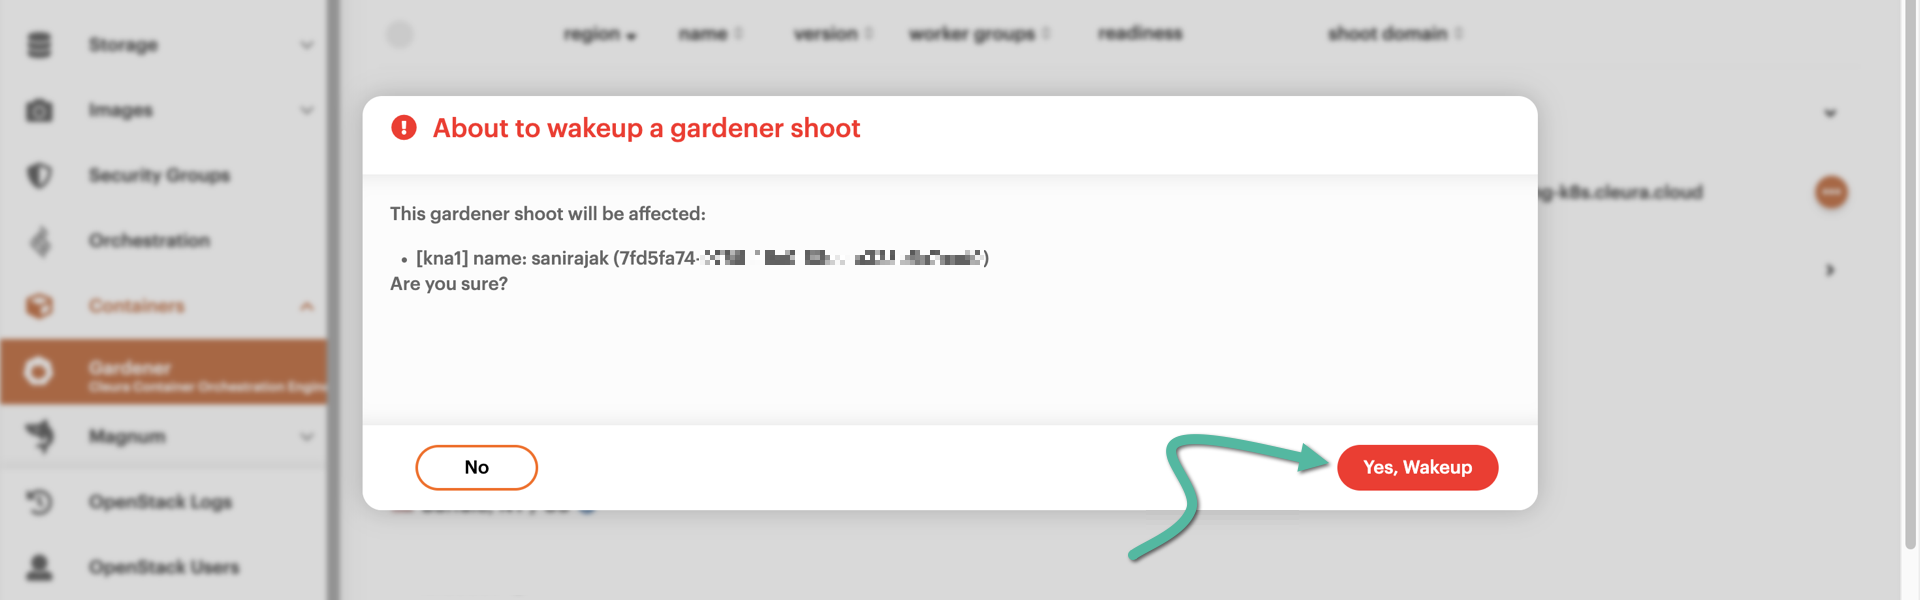 Storage
Images
Security Groups
Orchestration
Containers
Gardener
Cleura Container Orchestration Engine
Magnum
OpenStack Logs
OpenStack Users
region name version worker groups readiness shoot domain
About to wakeup a gardener shoot
This gardener shoot will be affected:
• [kna1] name: sanirajak (7fd5fa74- )
Are you sure?
No
Yes, Wakeup
k8s.cleura.cloud